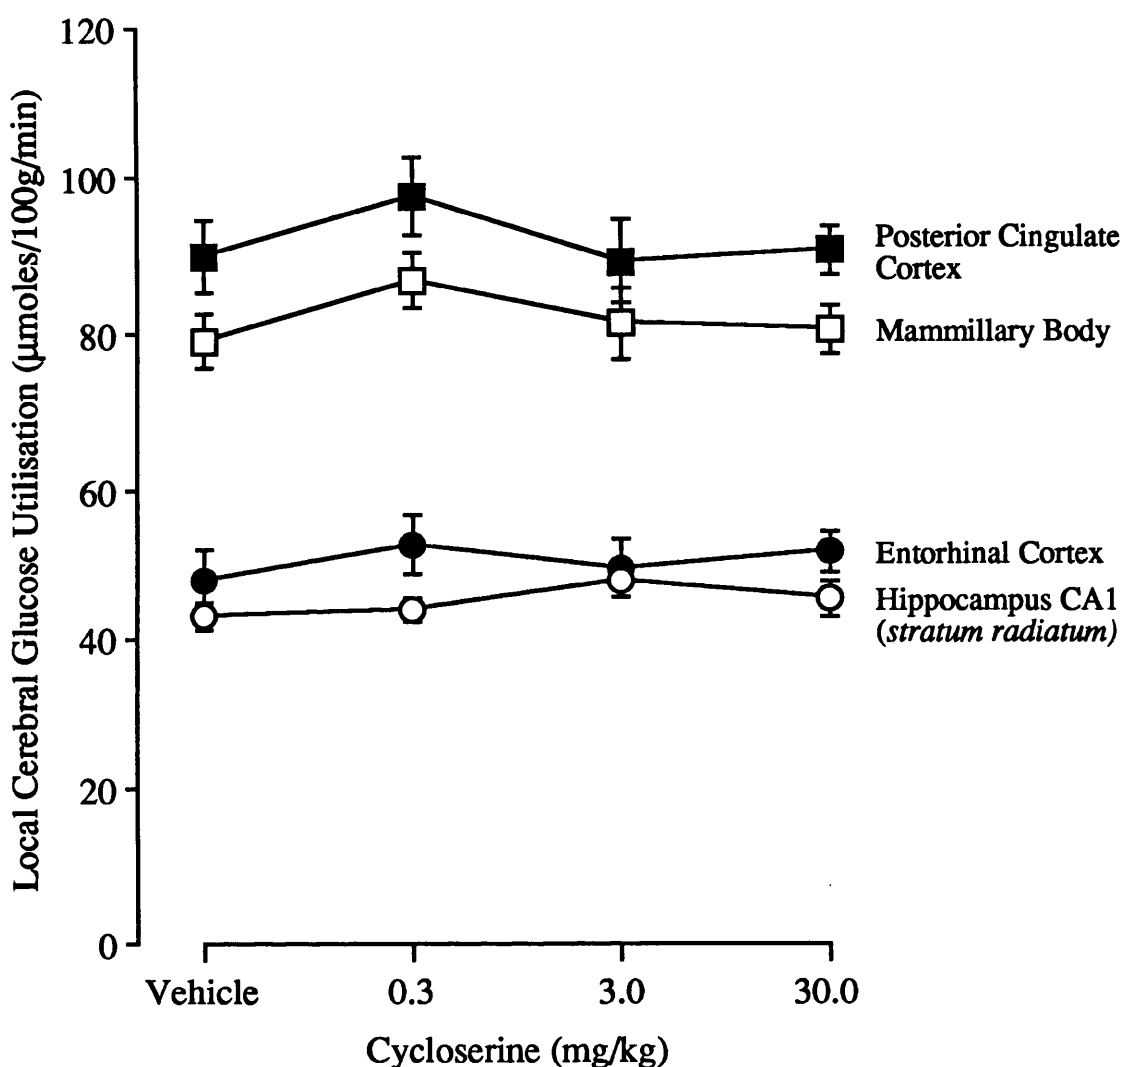 Local Cerebral Glucose Utilisation (µmoles/100g/min)
120
100
80
60
40
20
0
Posterior Cingulate
Cortex
Mammillary Body
Entorhinal Cortex
Hippocampus CA1
(stratum radiatum)
Vehicle 0.3 3.0 30.0
Cycloserine (mg/kg)